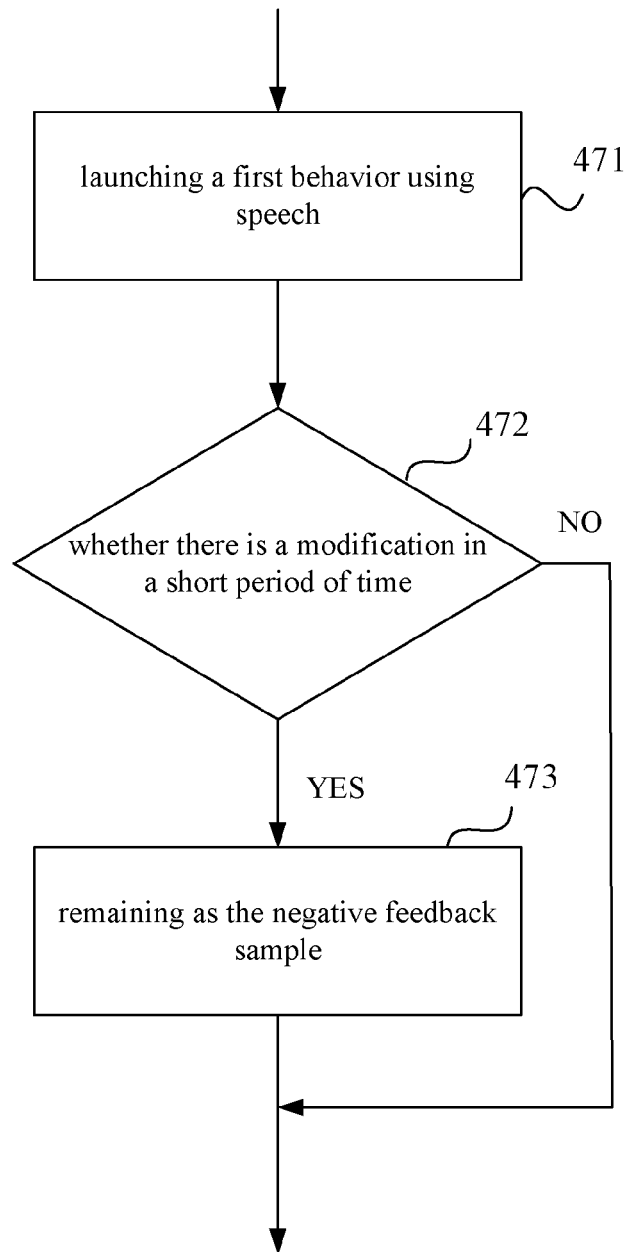 launching a first behavior using
speech
471
472
whether there is a modification in
a short period of time
NO
YES
473
remaining as the negative feedback
sample